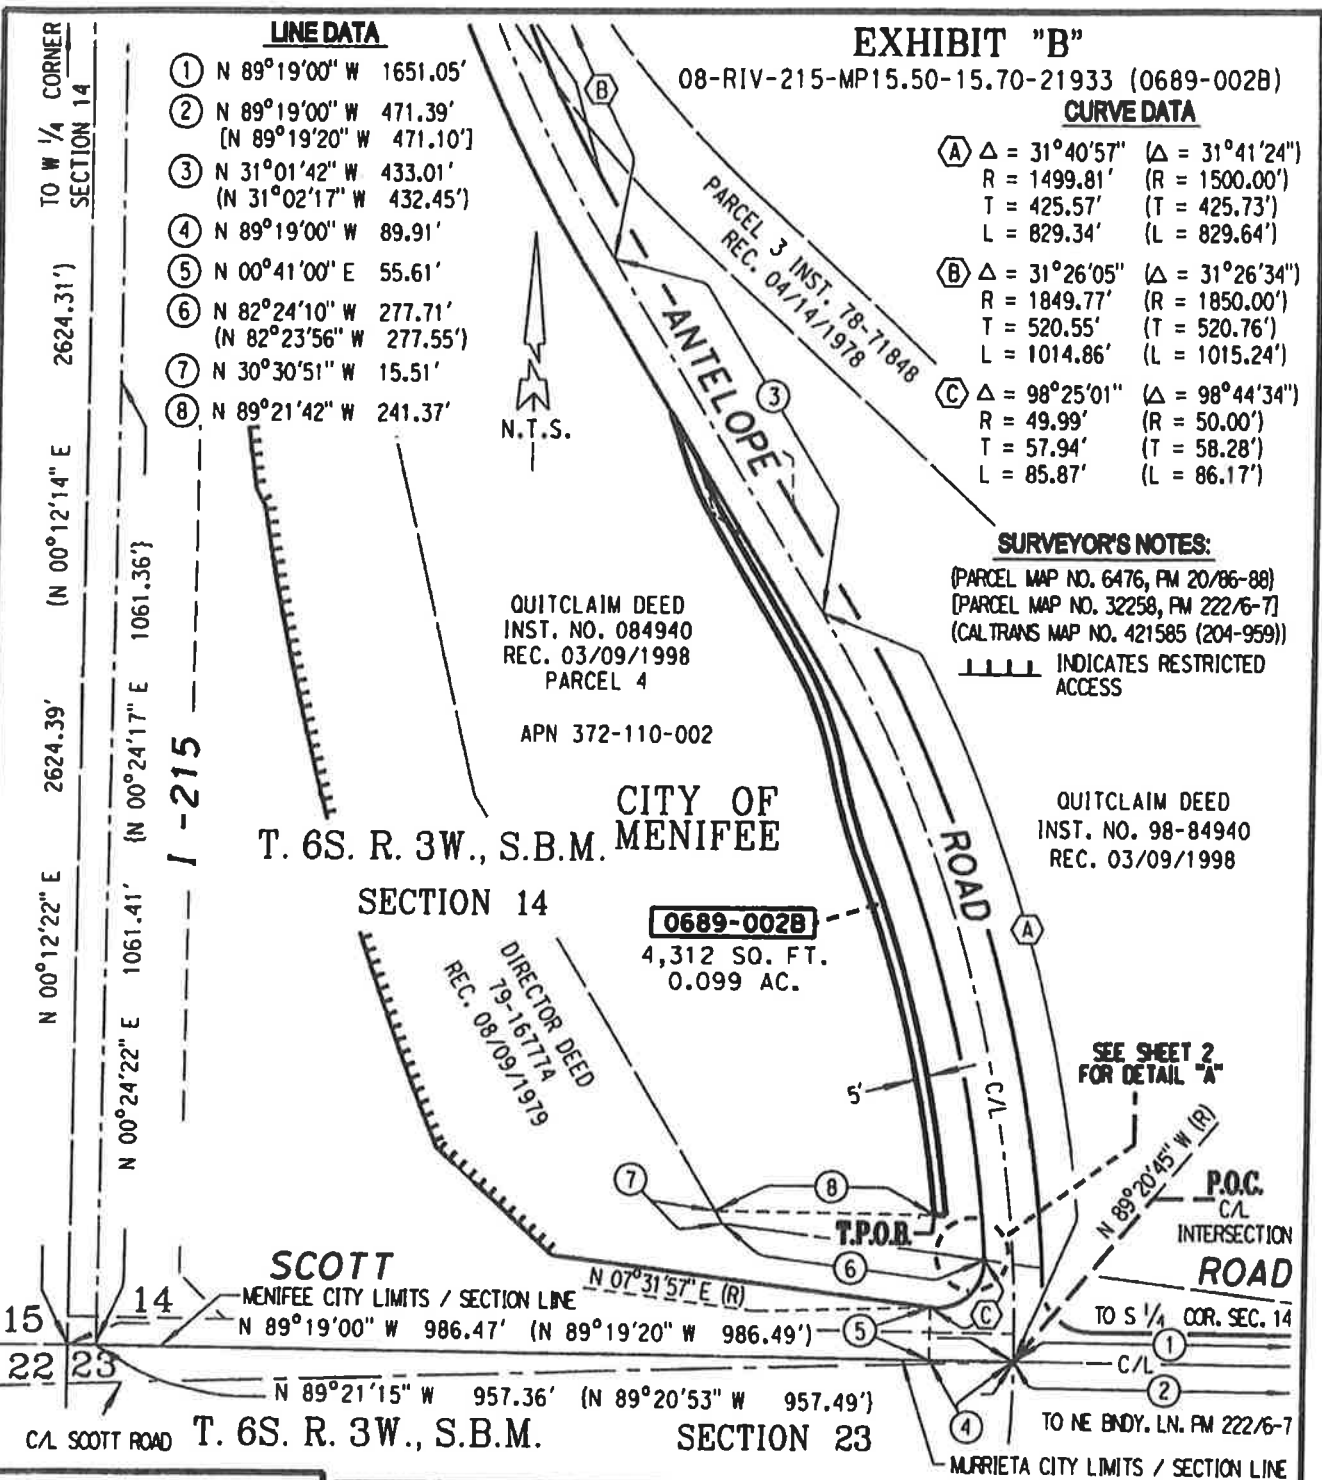 EXHIBIT "B"
08-RIV-215-MP15.50-15.70-21933 (0689-002B)
LINE DATA
① N 89°19'00" W 1651.05'
② N 89°19'00" W 471.39'
[N 89°19'20" W 471.10']
③ N 31°01'42" W 433.01'
(N 31°02'17" W 432.45')
④ N 89°19'00" W 89.91'
⑤ N 00°41'00" E 55.61'
⑥ N 82°24'10" W 277.71'
(N 82°23'56" W 277.55')
⑦ N 30°30'51" W 15.51'
⑧ N 89°21'42" W 241.37'
CURVE DATA
A Δ = 31°40'57" (Δ = 31°41'24")
R = 1499.81' (R = 1500.00')
T = 425.57' (T = 425.73')
L = 829.34' (L = 829.64')
B Δ = 31°26'05" (Δ = 31°26'34")
R = 1849.77' (R = 1850.00')
T = 520.55' (T = 520.76')
L = 1014.86' (L = 1015.24')
C Δ = 98°25'01" (Δ = 98°44'34")
R = 49.99' (R = 50.00')
T = 57.94' (T = 58.28')
L = 85.87' (L = 86.17')
SURVEYOR'S NOTES:
{PARCEL MAP NO. 6476, PM 20/86-88}
[PARCEL MAP NO. 32258, PM 222/6-7]
(CALTRANS MAP NO. 421585 (204-959))
INDICATES RESTRICTED
ACCESS
TO W 1/4 CORNER
SECTION 14
(N 00°12'14" E 2624.31')
N 00°12'22" E 2624.39'
{N 00°24'17" E 1061.36'}
N 00°24'22" E 1061.41'
I-215
N.T.S.
B
PARCEL 3 INST. 78-71848
REC. 04/14/1978
ANTELOPE
③
QUITCLAIM DEED
INST. NO. 084940
REC. 03/09/1998
PARCEL 4
APN 372-110-002
CITY OF
MENIFEE
T. 6S. R. 3W., S.B.M.
SECTION 14
QUITCLAIM DEED
INST. NO. 98-84940
REC. 03/09/1998
ROAD
A
0689-002B
4,312 SQ. FT.
0.099 AC.
DIRECTOR DEED
79-167774
REC. 08/09/1979
5'
C/L
SEE SHEET 2
FOR DETAIL "A"
N 89°20'45" W (R)
P.O.C.
C/L
INTERSECTION
⑦
⑧
T.P.O.B.
⑥
SCOTT
ROAD
N 07°31'57" E (R)
MENIFEE CITY LIMITS / SECTION LINE
15
14
N 89°19'00" W 986.47' (N 89°19'20" W 986.49')
⑤
C
TO S 1/4 COR. SEC. 14
①
22
23
C/L
②
N 89°21'15" W 957.36' {N 89°20'53" W 957.49'}
④
TO NE BNDY. LN. PM 222/6-7
C/L SCOTT ROAD
T. 6S. R. 3W., S.B.M.
SECTION 23
MURRIETA CITY LIMITS / SECTION LINE